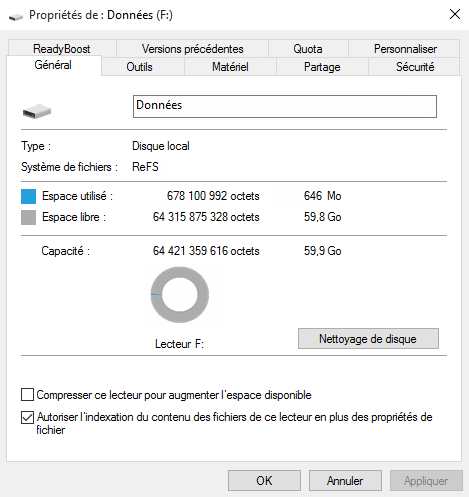 Propriétés de : Données (F:)
ReadyBoost Versions précédentes Quota Personnaliser
Général Outils Matériel Partage Sécurité
Données
Type : Disque local
Système de fichiers : ReFS
Espace utilisé : 678 100 992 octets 646 Mo
Espace libre : 64 315 875 328 octets 59,8 Go
Capacité : 64 421 359 616 octets 59,9 Go
Lecteur F:
Nettoyage de disque
Compresser ce lecteur pour augmenter l'espace disponible
Autoriser l'indexation du contenu des fichiers de ce lecteur en plus des propriétés de
fichier
OK Annuler Appliquer